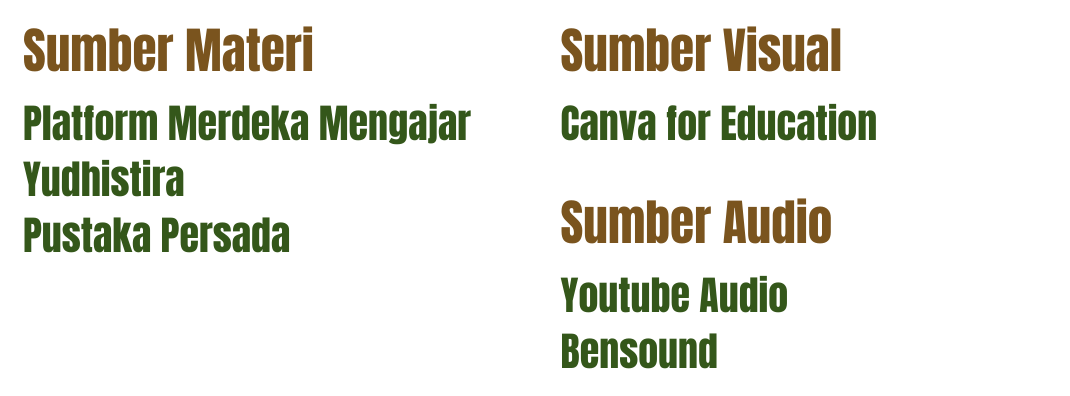 Sumber Materi
Platform Merdeka Mengajar
Yudhistira
Pustaka Persada
Sumber Visual
Canva for Education
Sumber Audio
Youtube Audio
Bensound